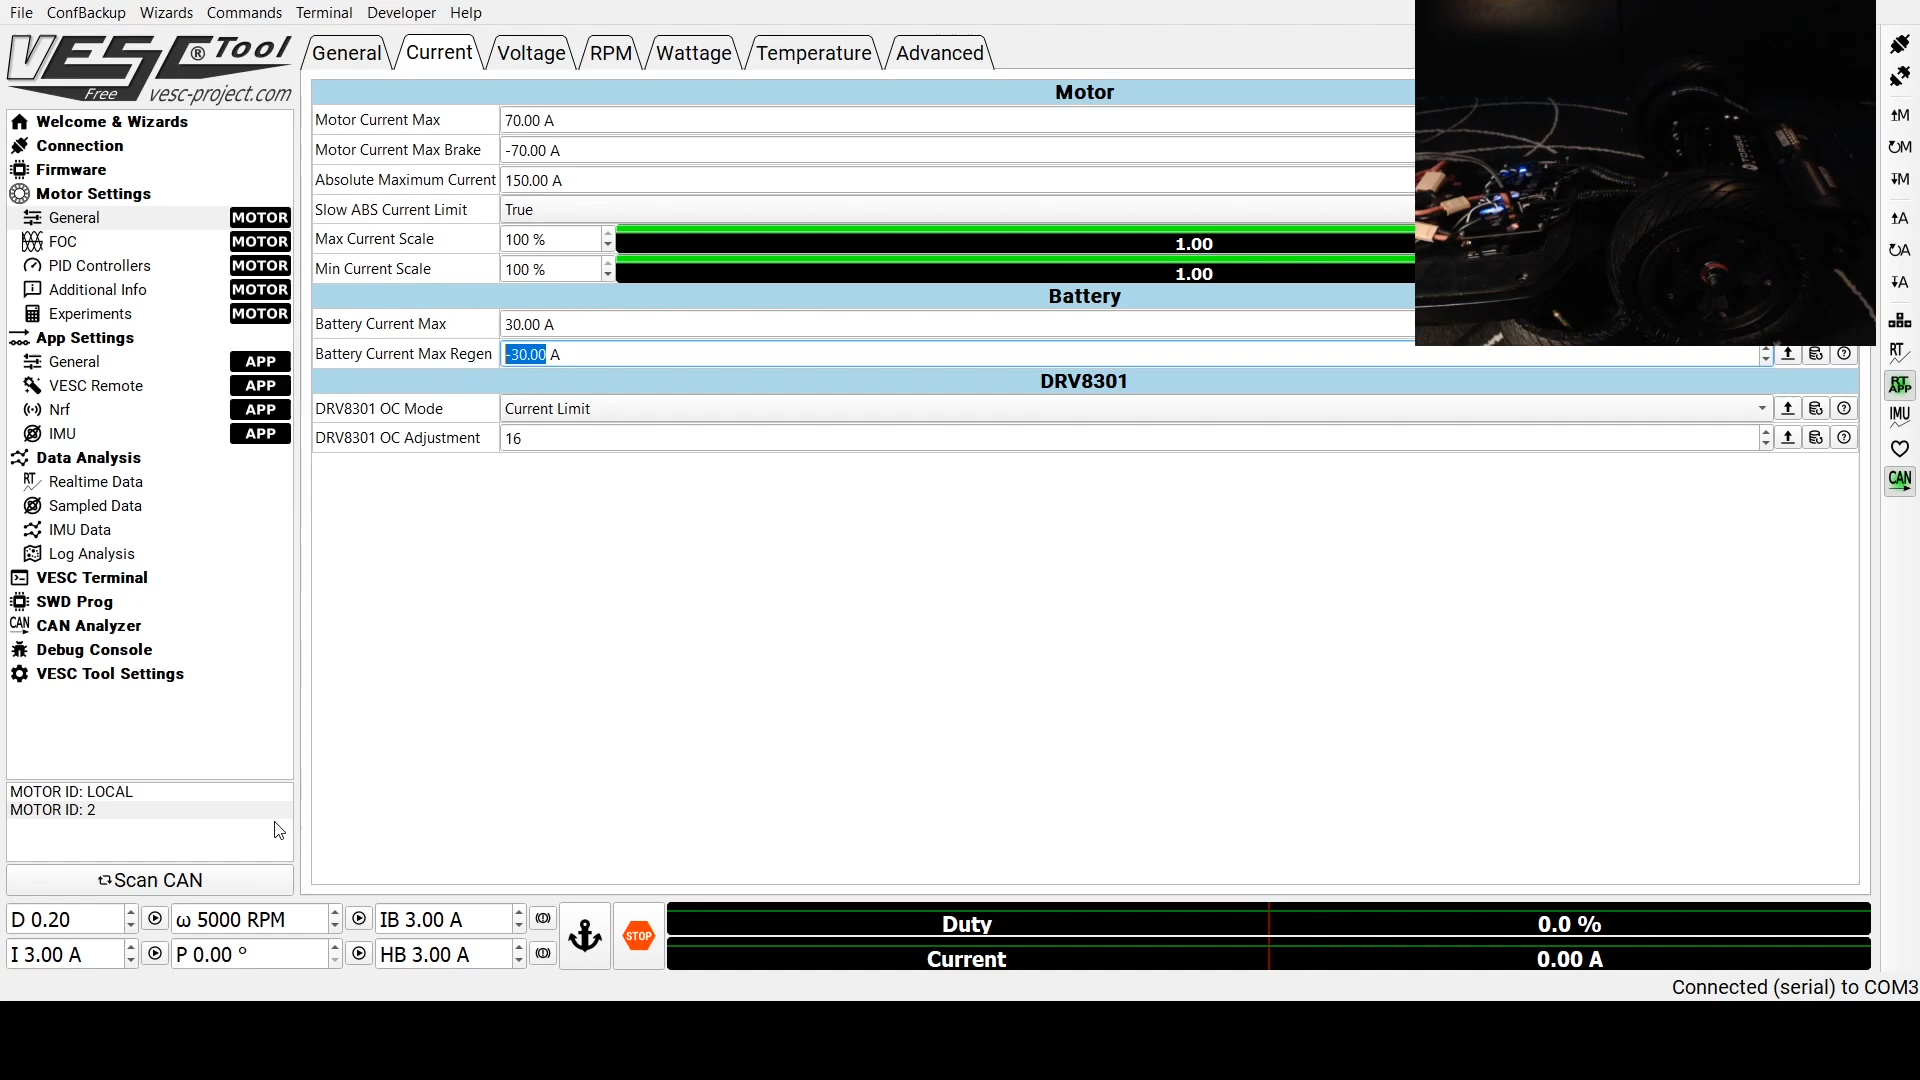 File ConfBackup Wizards Commands Terminal Developer Help
VESC® Tool
Free vesc-project.com
General Current Voltage RPM Wattage Temperature Advanced
Welcome & Wizards
Connection
Firmware
Motor Settings
General MOTOR
FOC MOTOR
PID Controllers MOTOR
Additional Info MOTOR
Experiments MOTOR
App Settings
General APP
VESC Remote APP
Nrf APP
IMU APP
Data Analysis
RT Realtime Data
Sampled Data
IMU Data
Log Analysis
VESC Terminal
SWD Prog
CAN CAN Analyzer
Debug Console
VESC Tool Settings
MOTOR ID: LOCAL
MOTOR ID: 2
Scan CAN
Motor
Motor Current Max 70.00 A
Motor Current Max Brake -70.00 A
Absolute Maximum Current 150.00 A
Slow ABS Current Limit True
Max Current Scale 100 % 1.00
Min Current Scale 100 % 1.00
Battery
Battery Current Max 30.00 A
Battery Current Max Regen -30.00 A
DRV8301
DRV8301 OC Mode Current Limit
DRV8301 OC Adjustment 16
M
M
M
A
A
A
RT
RT APP
IMU
CAN
D 0.20 ω 5000 RPM IB 3.00 A
I 3.00 A P 0.00 ° HB 3.00 A
STOP
Duty 0.0 %
Current 0.00 A
Connected (serial) to COM3